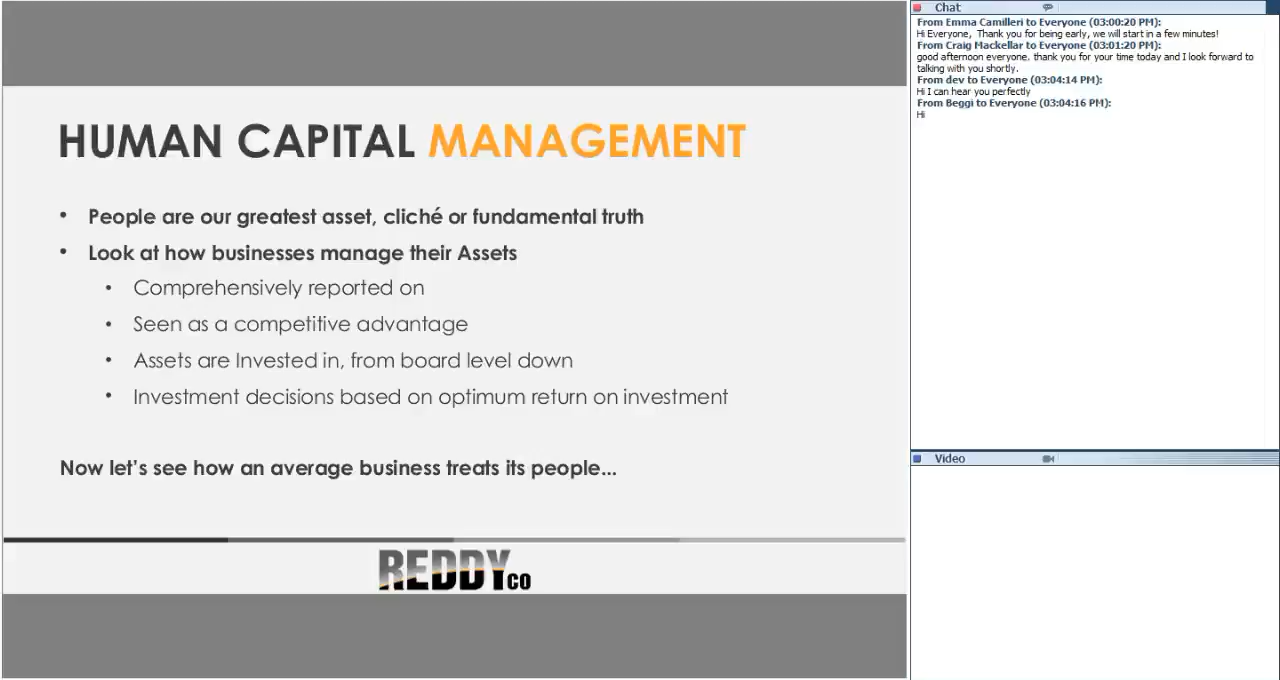 HUMAN CAPITAL MANAGEMENT
• People are our greatest asset, cliché or fundamental truth
• Look at how businesses manage their Assets
• Comprehensively reported on
• Seen as a competitive advantage
• Assets are Invested in, from board level down
• Investment decisions based on optimum return on investment
Now let's see how an average business treats its people...
REDDYCO
Chat
From Emma Camilleri to Everyone (03:00:20 PM):
Hi Everyone,  Thank you for being early, we will start in a few minutes!
From Craig Mackellar to Everyone (03:01:20 PM):
good afternoon everyone. thank you for your time today and I look forward to
talking with you shortly.
From dev to Everyone (03:04:14 PM):
Hi I can hear you perfectly
From Beggi to Everyone (03:04:16 PM):
Hi
Video